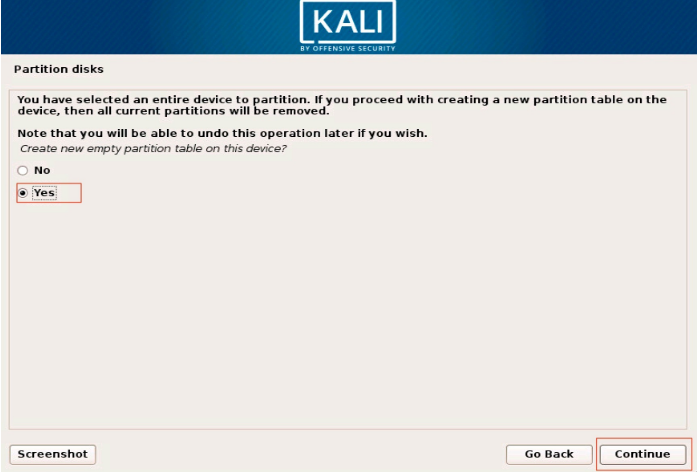 KALI
BY OFFENSIVE SECURITY
Partition disks
You have selected an entire device to partition. If you proceed with creating a new partition table on the
device, then all current partitions will be removed.
Note that you will be able to undo this operation later if you wish.
Create new empty partition table on this device?
No
Yes
Screenshot
Go Back
Continue